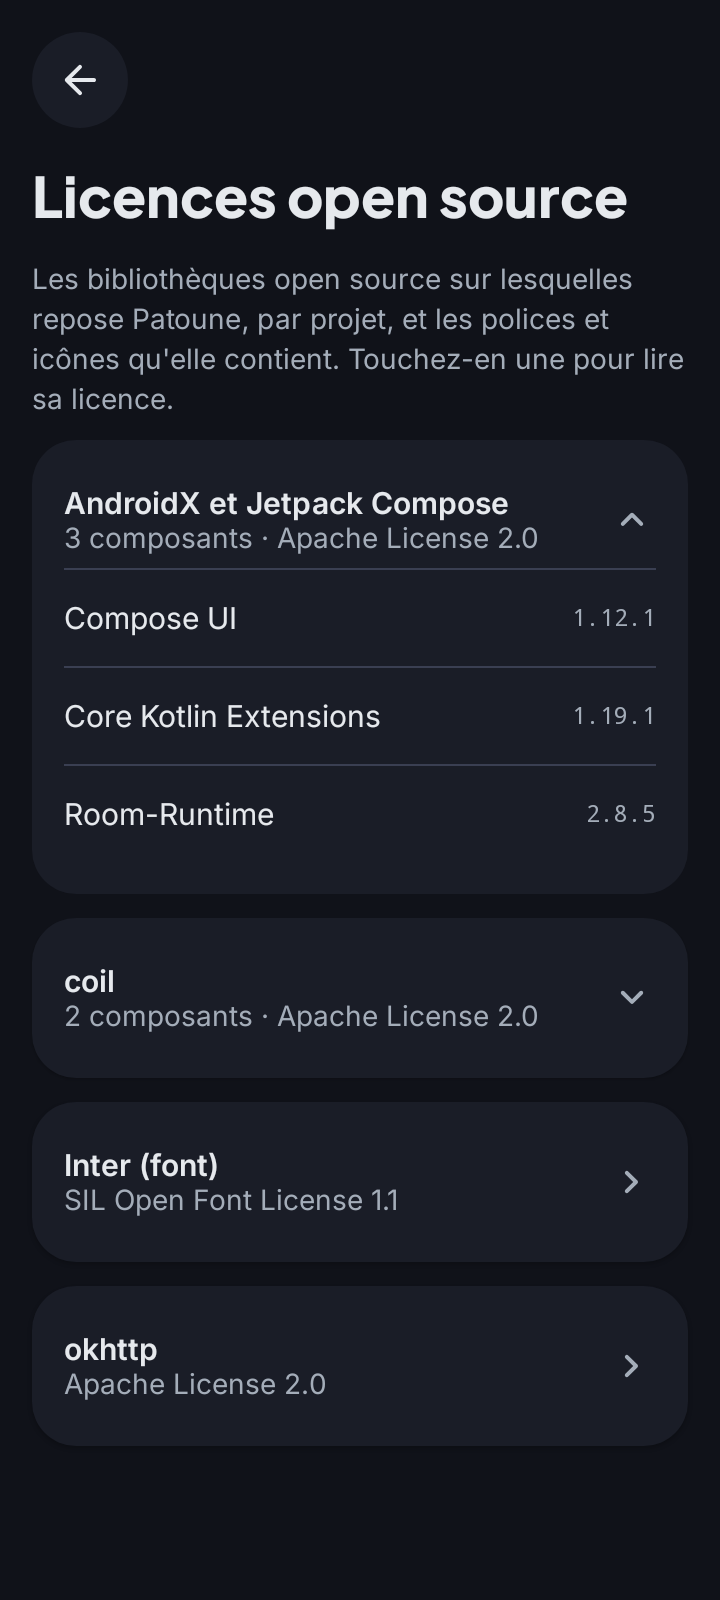 Licences open source
Les bibliothèques open source sur lesquelles
repose Patoune, par projet, et les polices et
icônes qu'elle contient. Touchez-en une pour lire
sa licence.
AndroidX et Jetpack Compose
3 composants · Apache License 2.0
Compose UI 1.12.1
Core Kotlin Extensions 1.19.1
Room-Runtime 2.8.5
coil
2 composants · Apache License 2.0
Inter (font)
SIL Open Font License 1.1
okhttp
Apache License 2.0